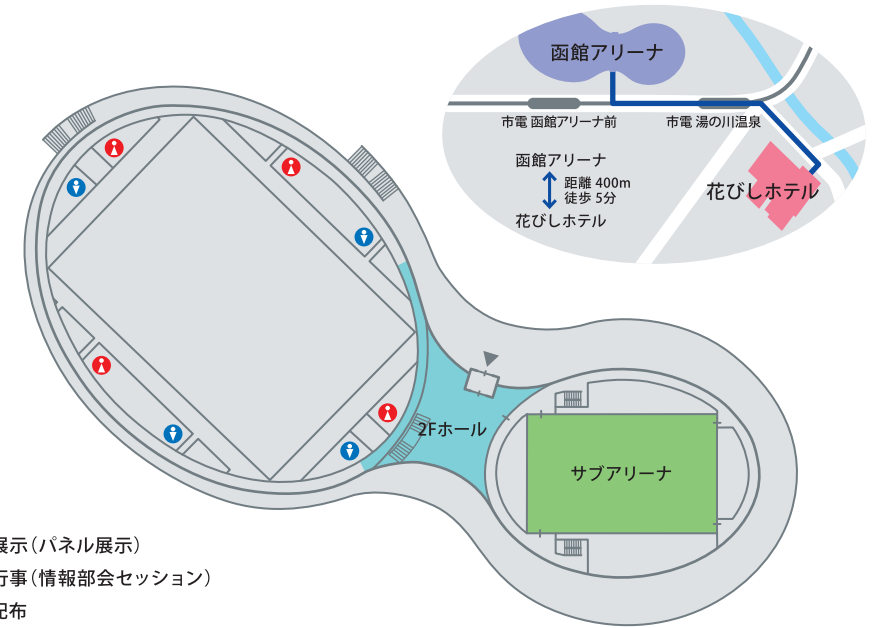 函館アリーナ
市電 函館アリーナ前
市電 湯の川温泉
函館アリーナ
距離 400m
徒歩 5分
花びしホテル
花びしホテル
2Fホール
サブアリーナ
展示(パネル展示)
行事(情報部会セッション)
配布